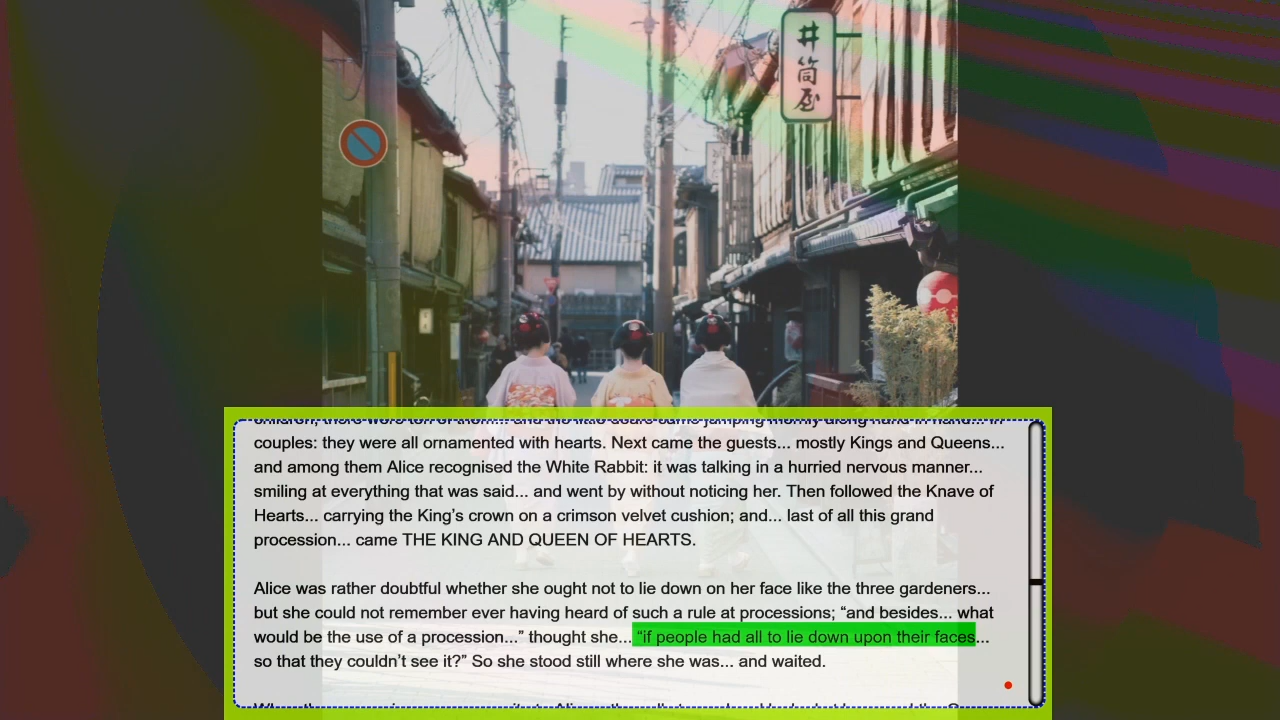 井筒屋
couples: they were all ornamented with hearts. Next came the guests... mostly Kings and Queens...
and among them Alice recognised the White Rabbit: it was talking in a hurried nervous manner...
smiling at everything that was said... and went by without noticing her. Then followed the Knave of
Hearts... carrying the King’s crown on a crimson velvet cushion; and... last of all this grand
procession... came THE KING AND QUEEN OF HEARTS.
Alice was rather doubtful whether she ought not to lie down on her face like the three gardeners...
but she could not remember ever having heard of such a rule at processions; “and besides... what
would be the use of a procession...” thought she... “if people had all to lie down upon their faces...
so that they couldn’t see it?” So she stood still where she was... and waited.